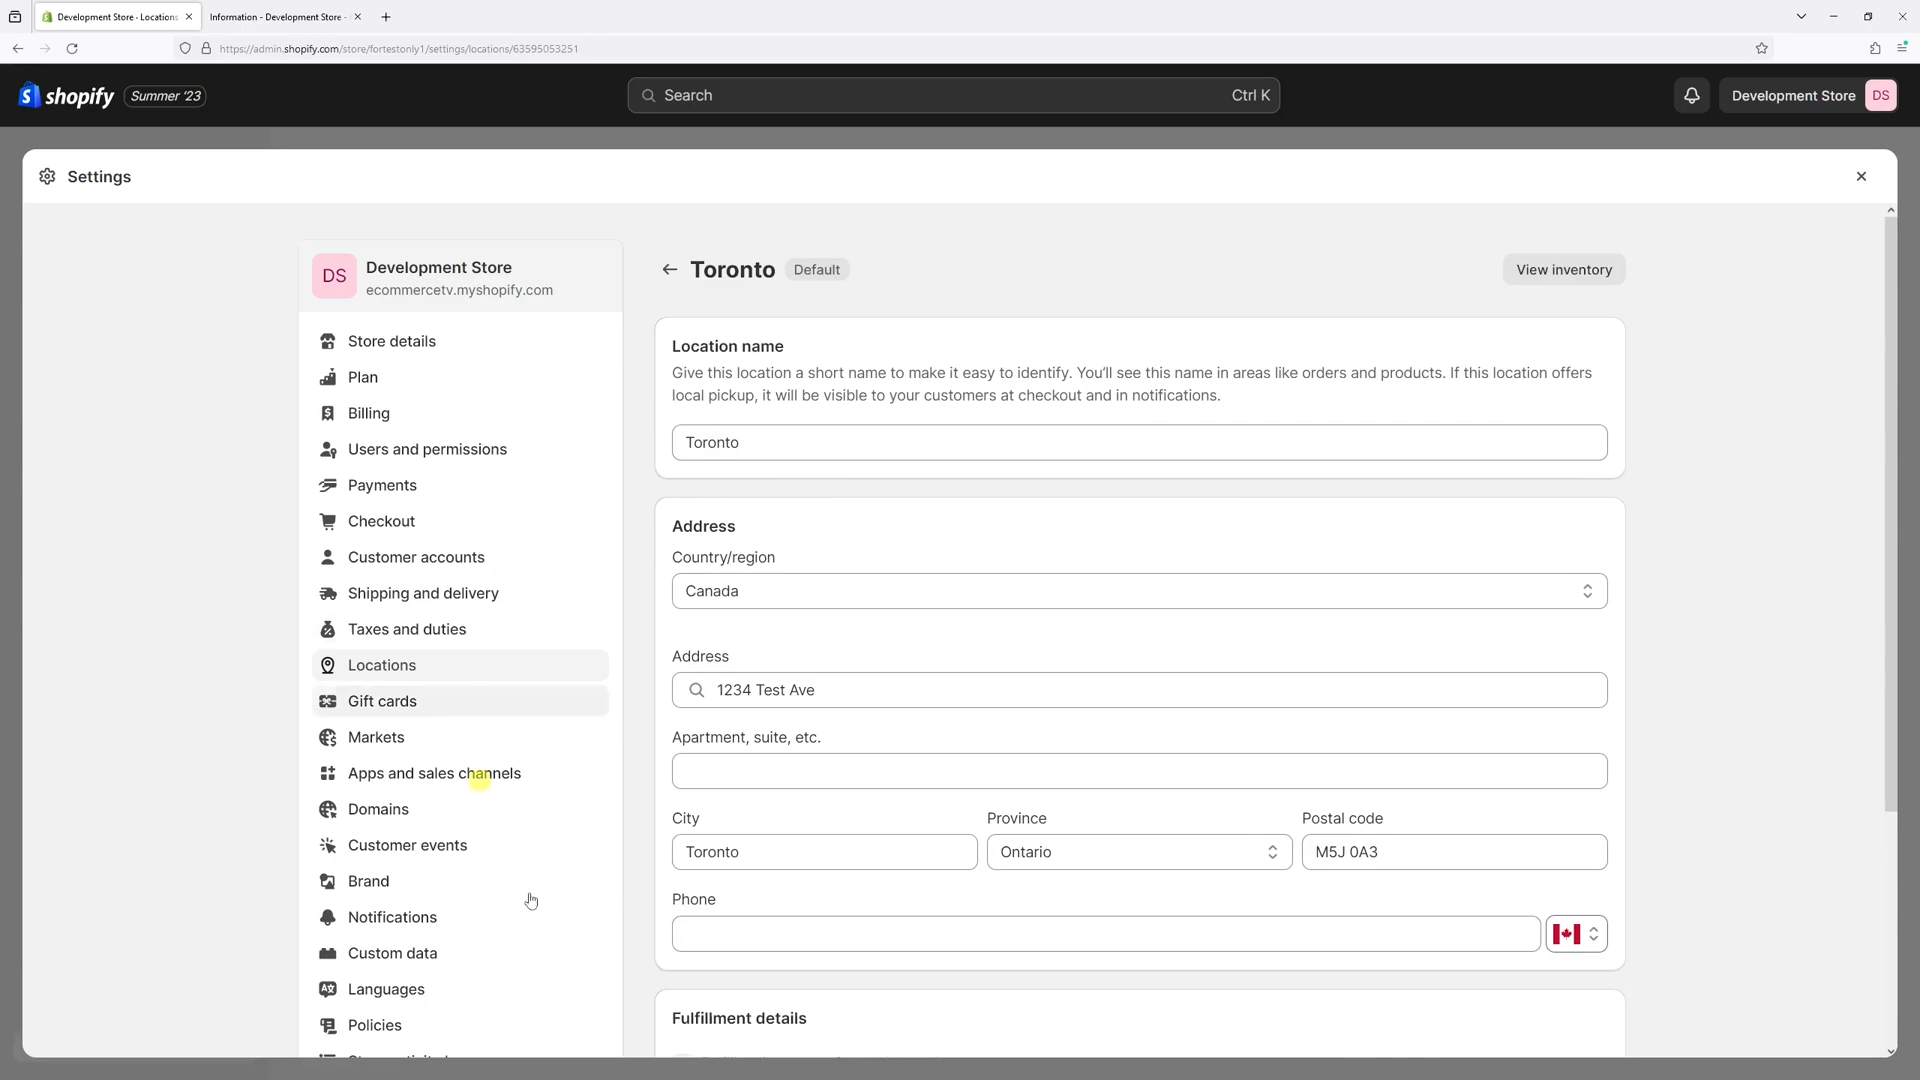 Development Store · Locations
Information - Development Store -
https://admin.shopify.com/store/fortestonly1/settings/locations/63595053251
shopify
Summer '23
Search
Ctrl K
Development Store
DS
Settings
DS
Development Store
ecommercetv.myshopify.com
Store details
Plan
Billing
Users and permissions
Payments
Checkout
Customer accounts
Shipping and delivery
Taxes and duties
Locations
Gift cards
Markets
Apps and sales channels
Domains
Customer events
Brand
Notifications
Custom data
Languages
Policies
Toronto
Default
View inventory
Location name
Give this location a short name to make it easy to identify. You'll see this name in areas like orders and products. If this location offers
local pickup, it will be visible to your customers at checkout and in notifications.
Toronto
Address
Country/region
Canada
Address
1234 Test Ave
Apartment, suite, etc.
City
Province
Postal code
Toronto
Ontario
M5J 0A3
Phone
Fulfillment details